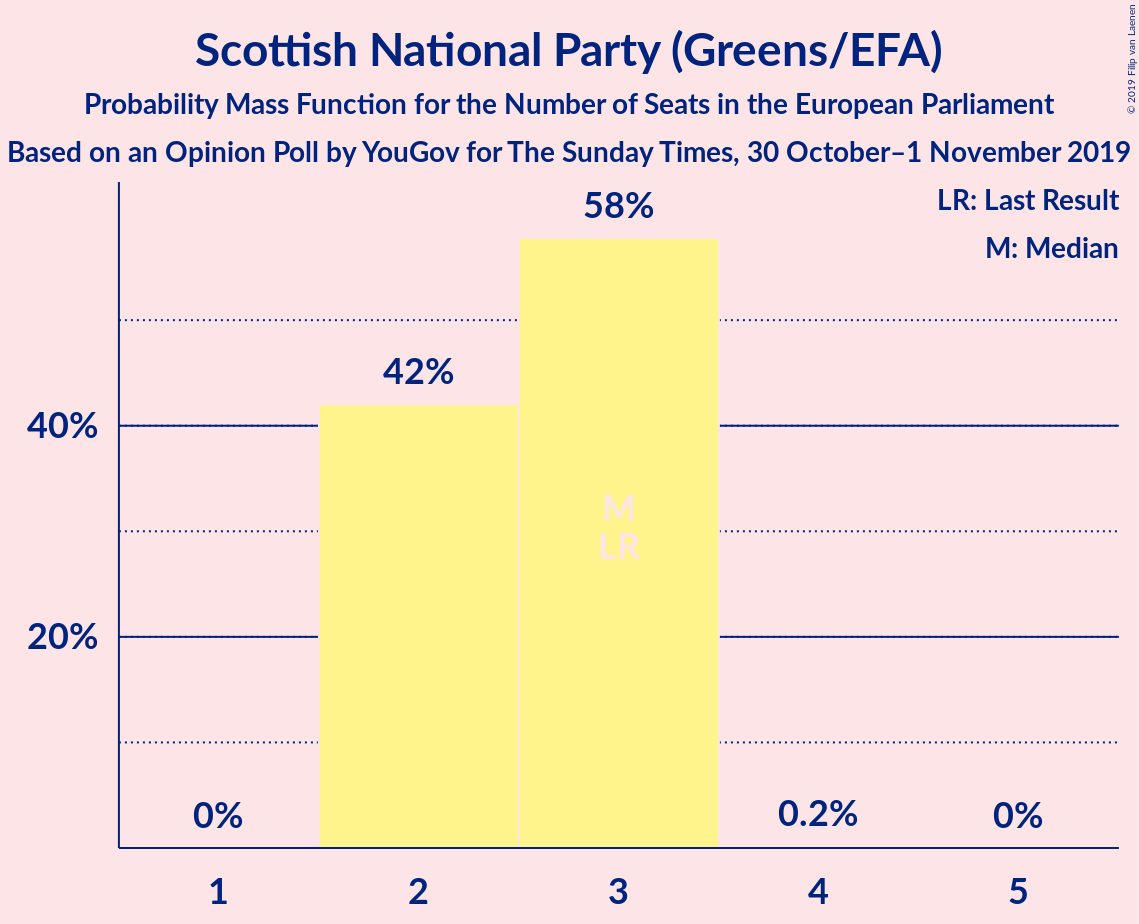 Scottish National Party (Greens/EFA)
Probability Mass Function for the Number of Seats in the European Parliament
Based on an Opinion Poll by YouGov for The Sunday Times, 30 October–1 November 2019
© 2019 Filip van Laenen
LR: Last Result
M: Median
58%
42%
40%
M
LR
20%
0%
0.2%
0%
1
2
3
4
5